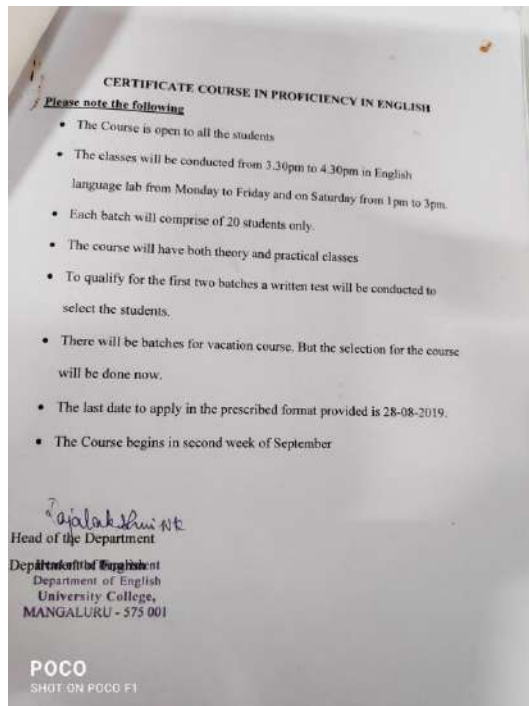 CERTIFICATE COURSE IN PROFICIENCY IN ENGLISH
Please note the following
• The Course is open to all the students
• The classes will be conducted from 3.30pm to 4.30pm in English
language lab from Monday to Friday and on Saturday from 1pm to 3pm.
• Each batch will comprise of 20 students only.
• The course will have both theory and practical classes
• To qualify for the first two batches a written test will be conducted to
select the students.
• There will be batches for vacation course. But the selection for the course
will be done now.
• The last date to apply in the prescribed format provided is 28-08-2019.
• The Course begins in second week of September
Rajalakshmi NK
Head of the Department
Department of English
Department of English
University College,
MANGALURU - 575 001
POCO
SHOT ON POCO F1